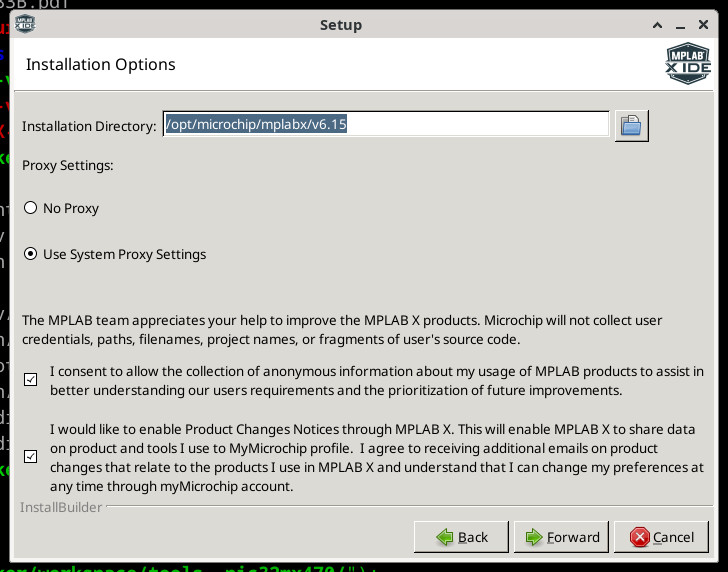 33B.pdf
Setup
MPLAB
X IDE
Installation Options
MPLAB®
X IDE
Installation Directory: /opt/microchip/mplabx/v6.15
Proxy Settings:
No Proxy
Use System Proxy Settings
The MPLAB team appreciates your help to improve the MPLAB X products. Microchip will not collect user
credentials, paths, filenames, project names, or fragments of user's source code.
I consent to allow the collection of anonymous information about my usage of MPLAB products to assist in
better understanding our users requirements and the prioritization of future improvements.
I would like to enable Product Changes Notices through MPLAB X. This will enable MPLAB X to share data
on product and tools I use to MyMicrochip profile.  I agree to receiving additional emails on product
changes that relate to the products I use in MPLAB X and understand that I can change my preferences at
any time through myMicrochip account.
InstallBuilder
Back Forward Cancel